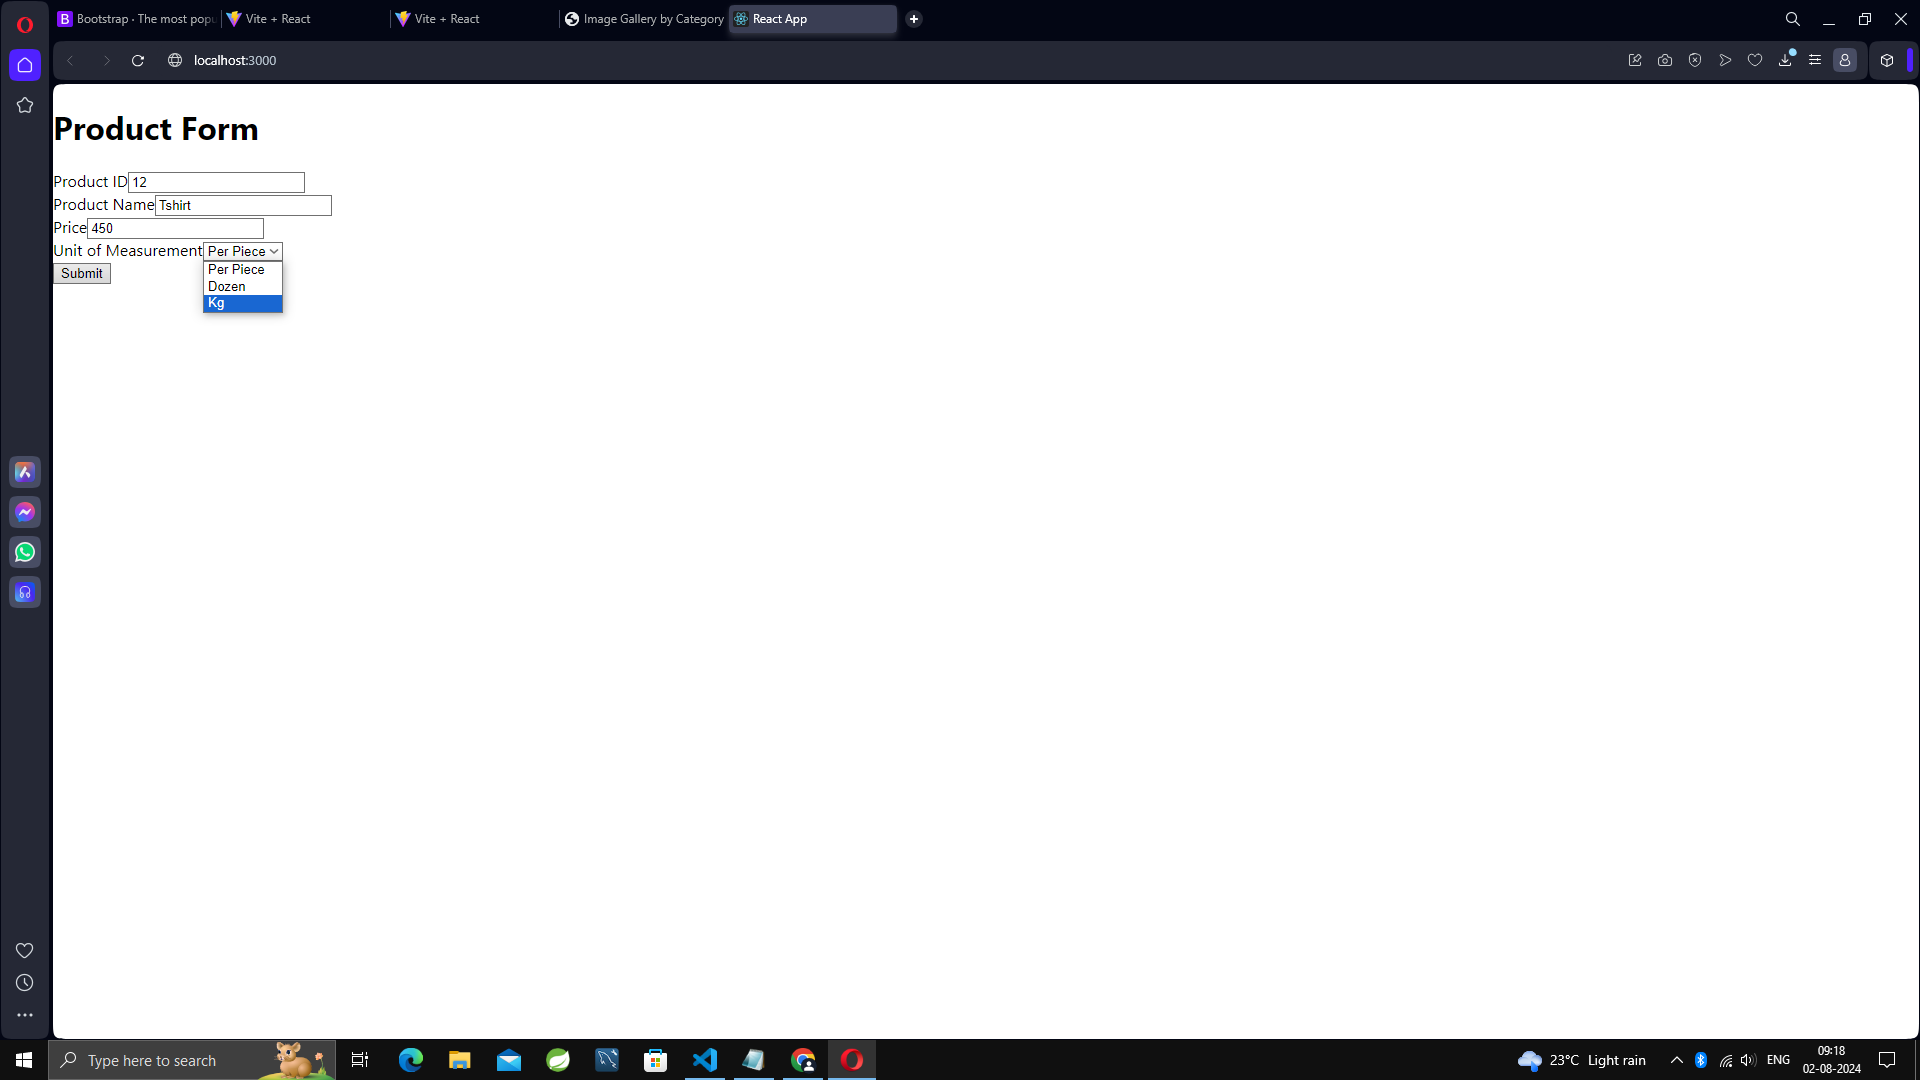 Bootstrap · The most popu
Vite + React
Vite + React
Image Gallery by Category
React App
localhost:3000
Product Form
Product ID 12
Product Name Tshirt
Price 450
Unit of Measurement Per Piece
Per Piece
Dozen
Kg
Submit
Type here to search
23°C Light rain
ENG
09:18
02-08-2024